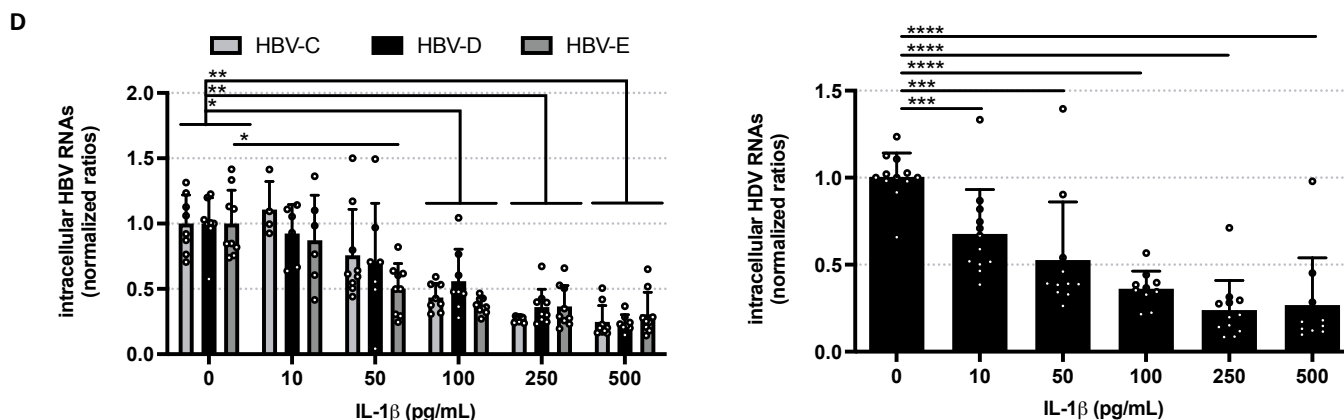 D
HBV-C HBV-D HBV-E
**
**
*
*
intracellular HBV RNAs
(normalized ratios)
2.0
1.5
1.0
0.5
0.0
0 10 50 100 250 500
IL-1β (pg/mL)
****
****
****
***
***
intracellular HDV RNAs
(normalized ratios)
1.5
1.0
0.5
0.0
0 10 50 100 250 500
IL-1β (pg/mL)